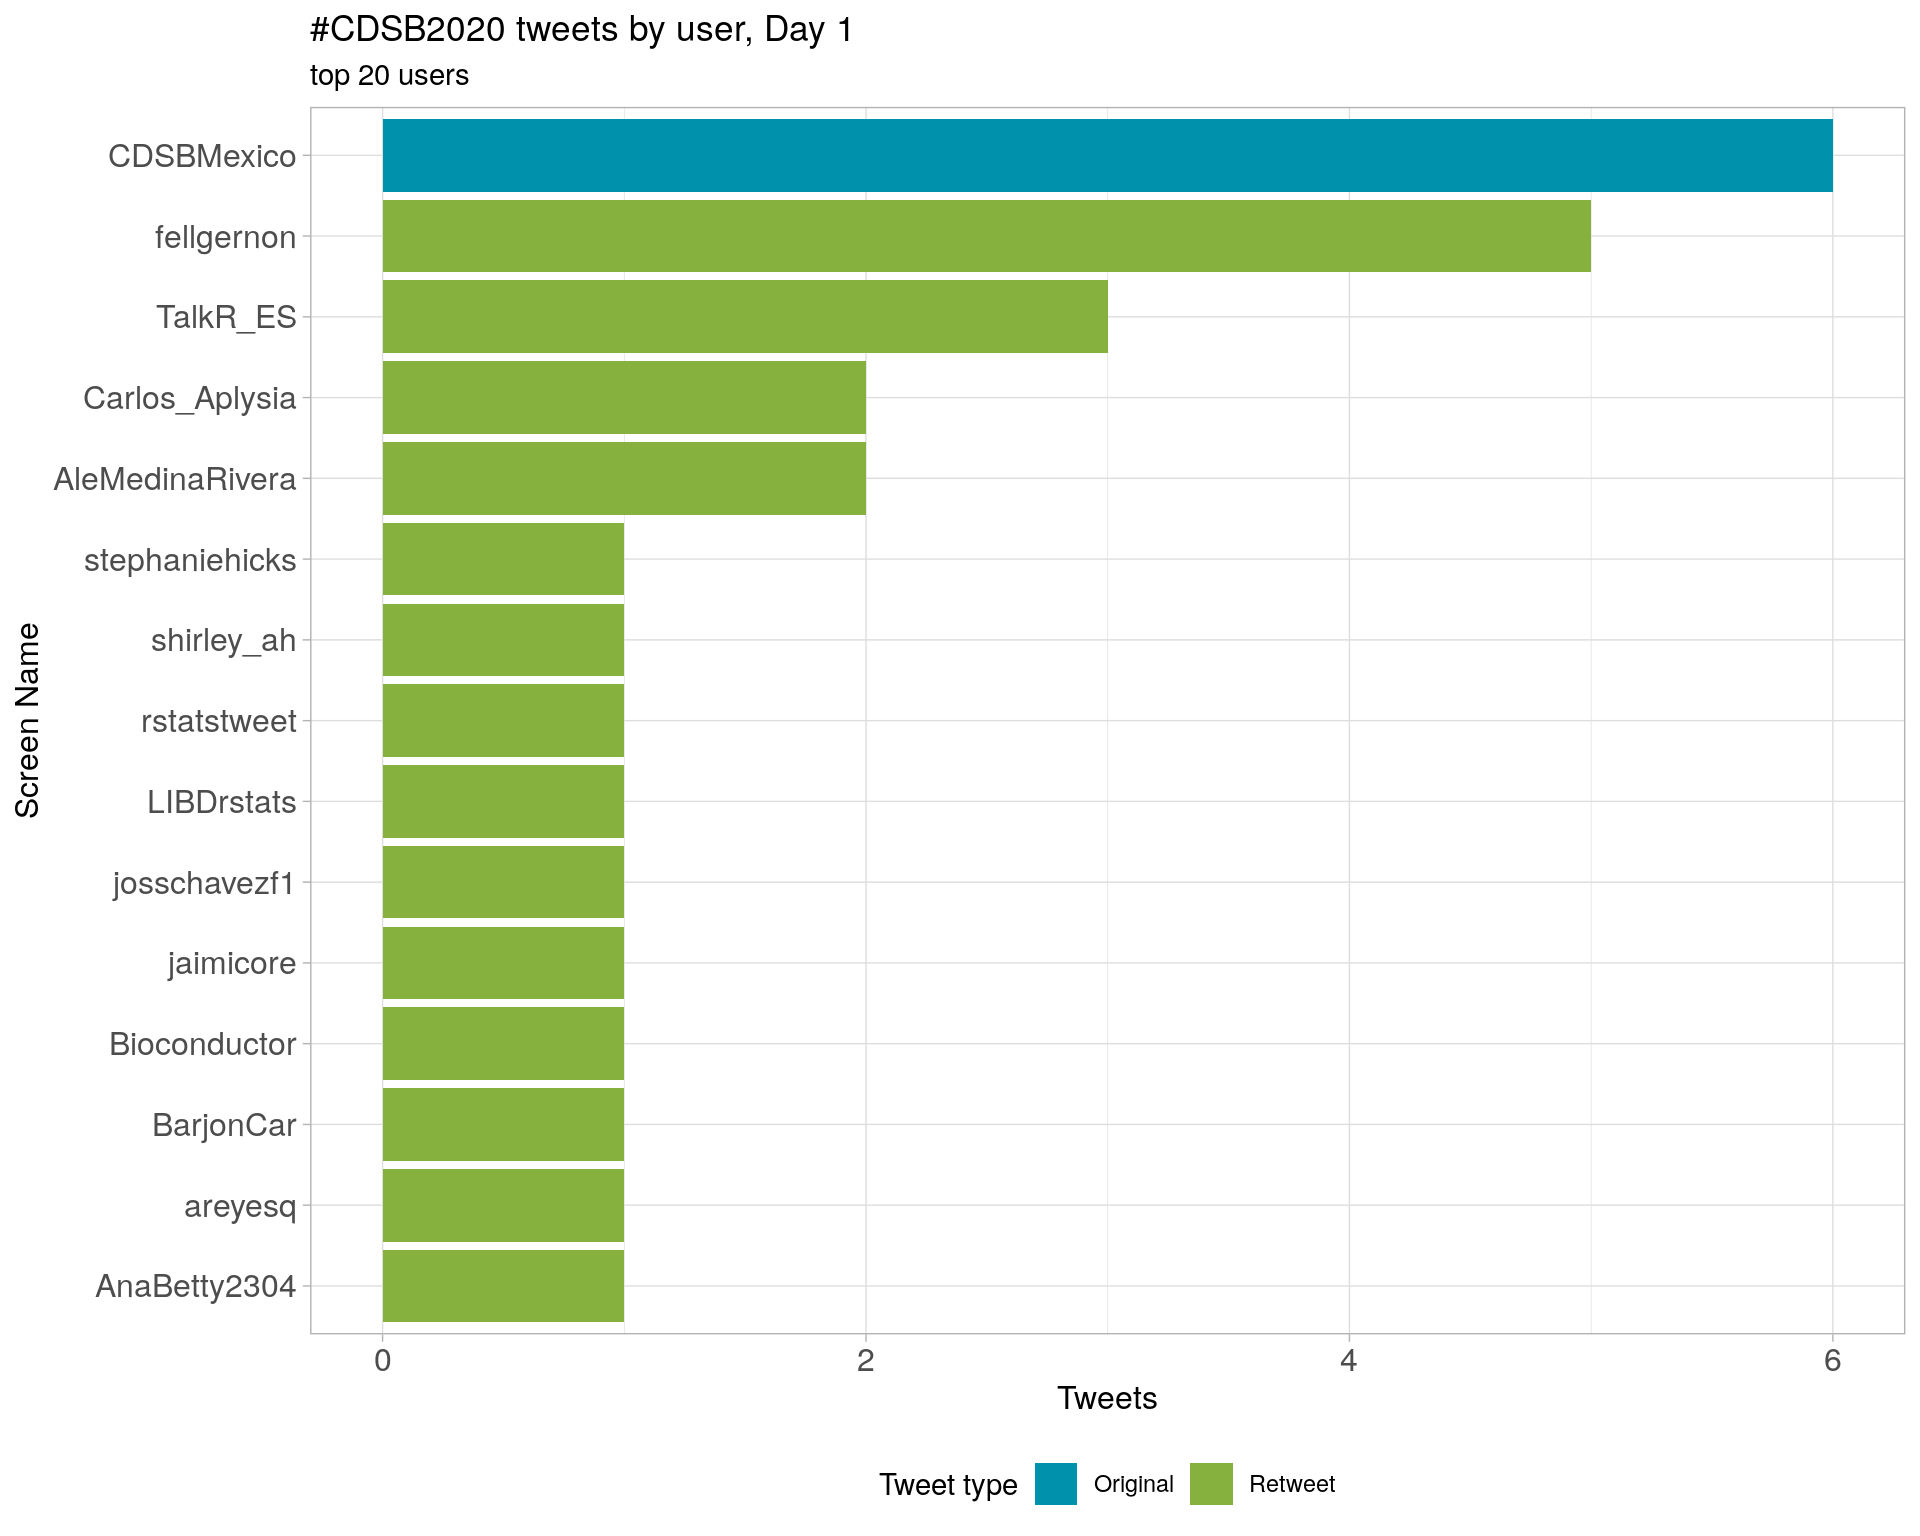 #CDSB2020 tweets by user, Day 1
top 20 users
CDSBMexico
fellgernon
TalkR_ES
Carlos_Aplysia
AleMedinaRivera
stephaniehicks
shirley_ah
rstatstweet
LIBDrstats
josschavezf1
jaimicore
Bioconductor
BarjonCar
areyesq
AnaBetty2304
Screen Name
0 2 4 6
Tweets
Tweet type Original Retweet